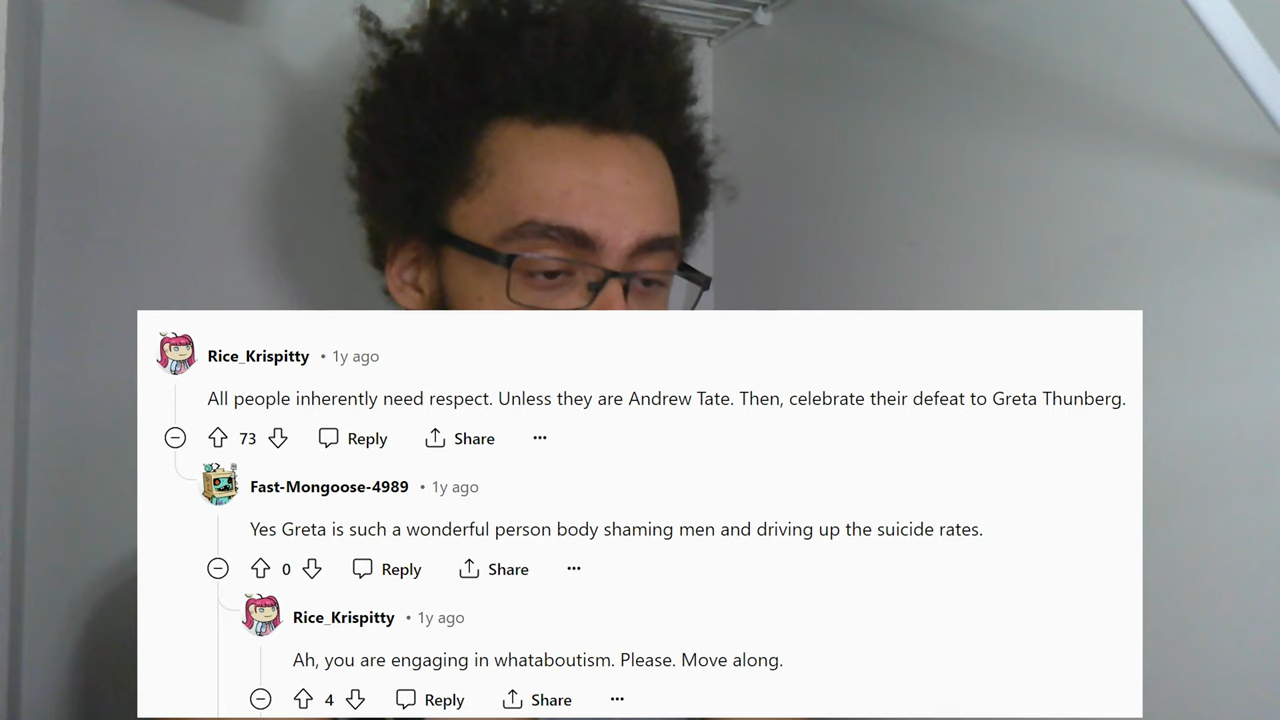 Rice_Krispitty • 1y ago
All people inherently need respect. Unless they are Andrew Tate. Then, celebrate their defeat to Greta Thunberg.
73 Reply Share ...
Fast-Mongoose-4989 • 1y ago
Yes Greta is such a wonderful person body shaming men and driving up the suicide rates.
0 Reply Share ...
Rice_Krispitty • 1y ago
Ah, you are engaging in whataboutism. Please. Move along.
4 Reply Share ...